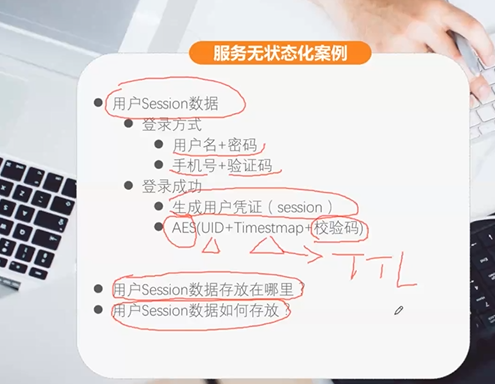 服务无状态化案例
用户Session数据
登录方式
用户名+密码
手机号+验证码
登录成功
生成用户凭证（session）
AES(UID+Timestmap+校验码)
TTL
用户Session数据存放在哪里？
用户Session数据如何存放？